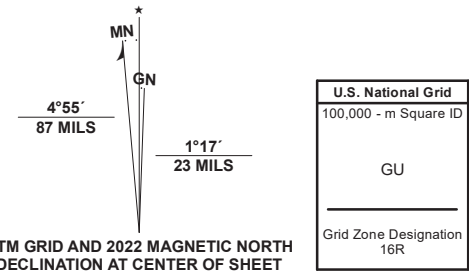 ★
MN
GN
4°55´
87 MILS
1°17´
23 MILS
TM GRID AND 2022 MAGNETIC NORTH
DECLINATION AT CENTER OF SHEET
U.S. National Grid
100,000 - m Square ID
GU
Grid Zone Designation
16R